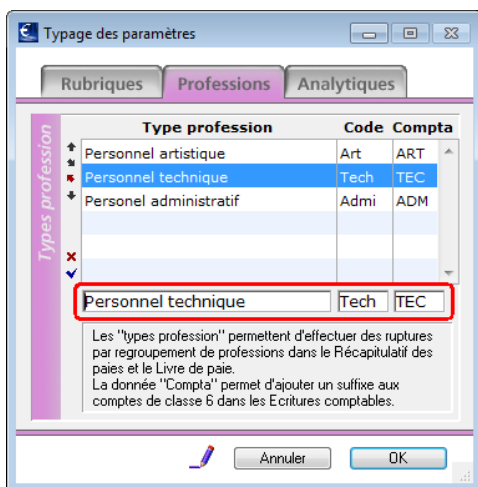 Typage des paramètres
Rubriques Professions Analytiques
Types profession
Type profession Code Compta
Personnel artistique Art ART
Personnel technique Tech TEC
Personel administratif Admi ADM
Personnel technique Tech TEC
Les "types profession" permettent d'effectuer des ruptures
par regroupement de professions dans le Récapitulatif des
paies et le Livre de paie.
La donnée "Compta" permet d'ajouter un suffixe aux
comptes de classe 6 dans les Ecritures comptables.
Annuler OK